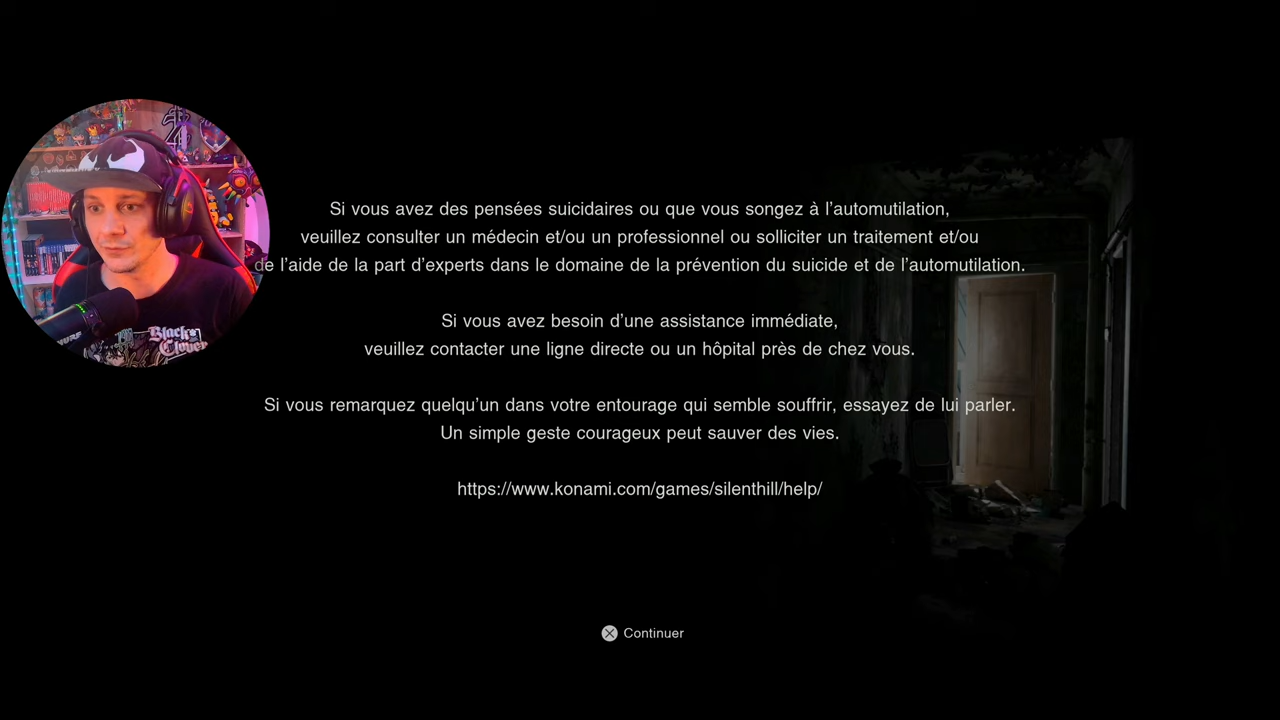 Si vous avez des pensées suicidaires ou que vous songez à l'automutilation,
veuillez consulter un médecin et/ou un professionnel ou solliciter un traitement et/ou
de l'aide de la part d'experts dans le domaine de la prévention du suicide et de l'automutilation.
Si vous avez besoin d'une assistance immédiate,
veuillez contacter une ligne directe ou un hôpital près de chez vous.
Si vous remarquez quelqu'un dans votre entourage qui semble souffrir, essayez de lui parler.
Un simple geste courageux peut sauver des vies.
https://www.konami.com/games/silenthill/help/
Continuer
Black
Clover